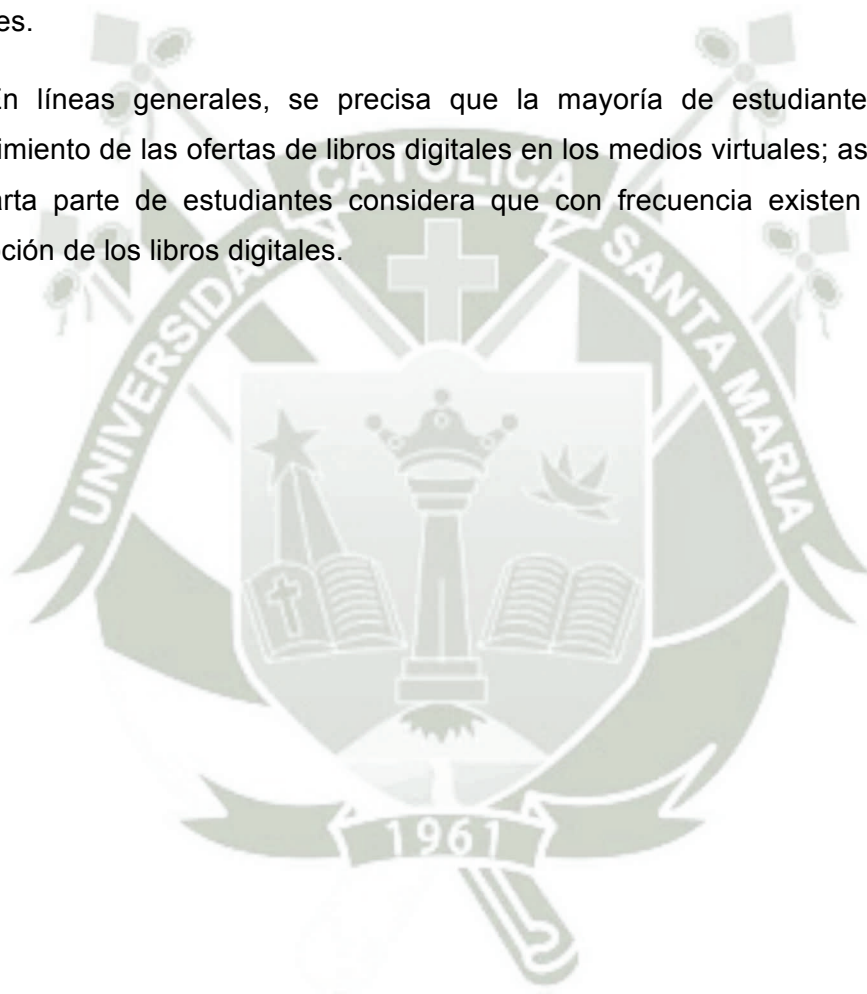 es.
En líneas generales, se precisa que la mayoría de estudiante
imiento de las ofertas de libros digitales en los medios virtuales; as
arta parte de estudiantes considera que con frecuencia existen
ción de los libros digitales.
UNIVERSIDAD CATOLICA SANTA MARIA
1961